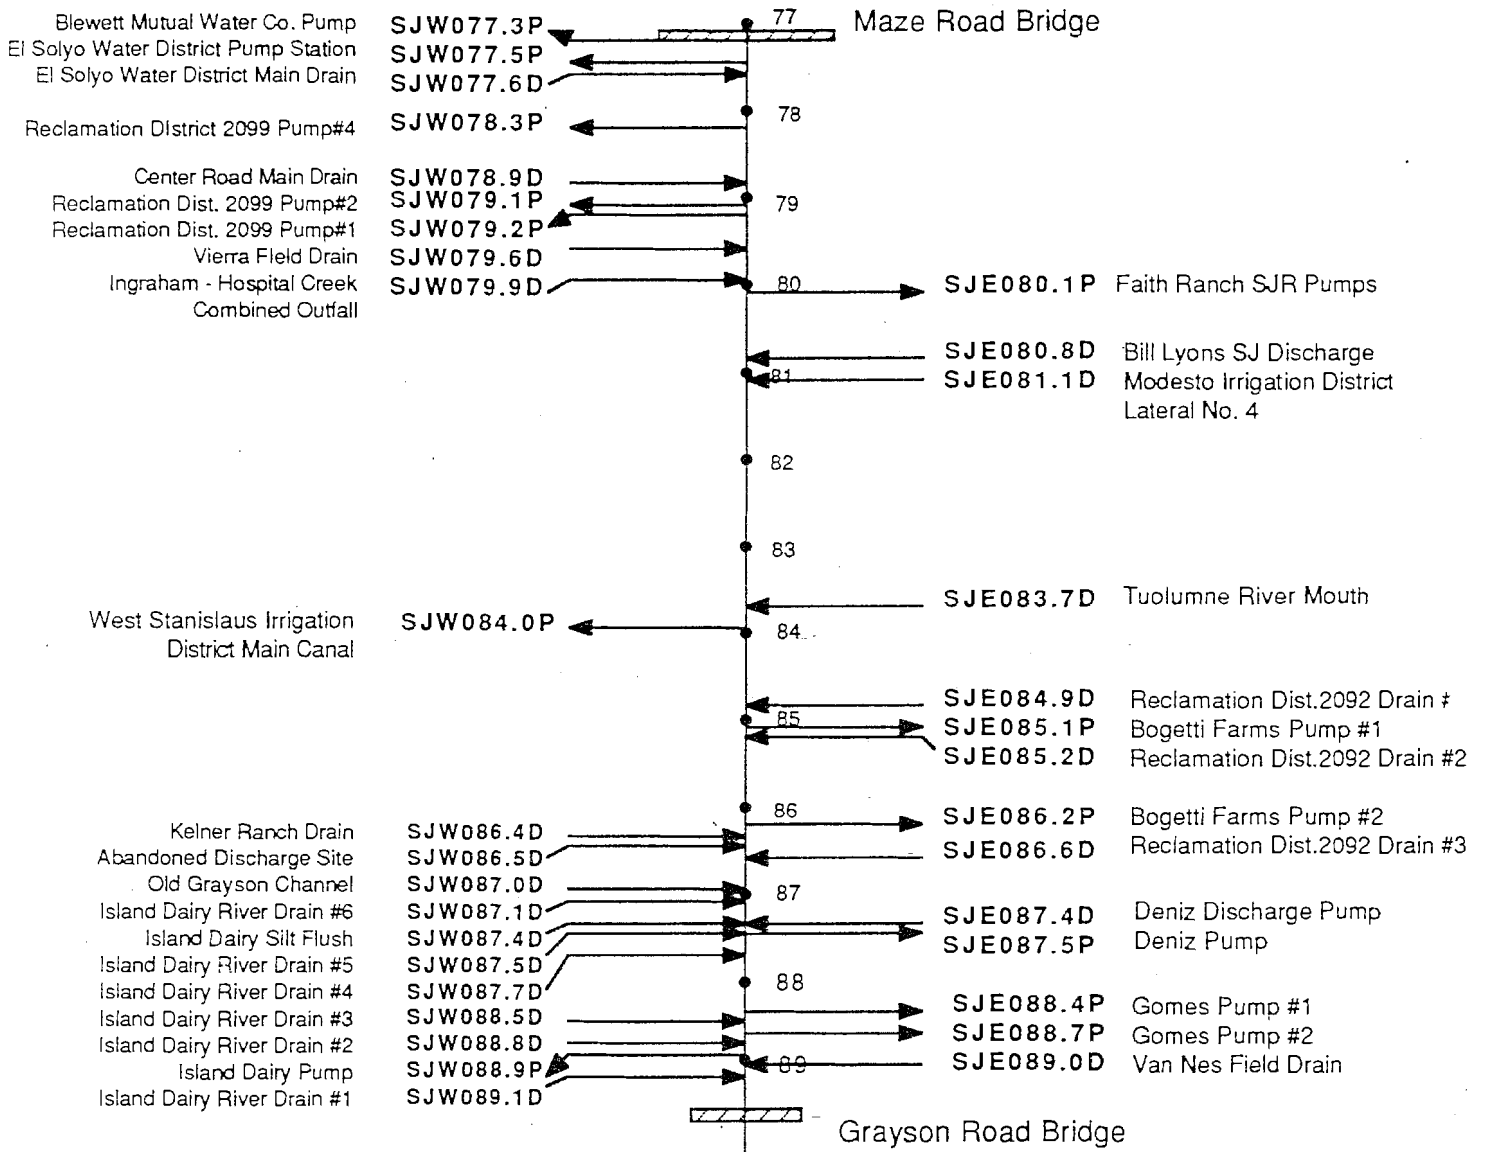 Blewett Mutual Water Co. Pump SJW077.3P 77 Maze Road Bridge
El Solyo Water District Pump Station SJW077.5P
El Solyo Water District Main Drain SJW077.6D
78
Reclamation District 2099 Pump#4 SJW078.3P
Center Road Main Drain SJW078.9D
Reclamation Dist. 2099 Pump#2 SJW079.1P 79
Reclamation Dist. 2099 Pump#1 SJW079.2P
Vierra Field Drain SJW079.6D
Ingraham - Hospital Creek SJW079.9D 80 SJE080.1P Faith Ranch SJR Pumps
Combined Outfall
SJE080.8D Bill Lyons SJ Discharge
81 SJE081.1D Modesto Irrigation District
Lateral No. 4
82
83
SJE083.7D Tuolumne River Mouth
West Stanislaus Irrigation SJW084.0P 84
District Main Canal
SJE084.9D Reclamation Dist.2092 Drain
85 SJE085.1P Bogetti Farms Pump #1
SJE085.2D Reclamation Dist.2092 Drain #2
86 SJE086.2P Bogetti Farms Pump #2
Kelner Ranch Drain SJW086.4D
Abandoned Discharge Site SJW086.5D SJE086.6D Reclamation Dist.2092 Drain #3
Old Grayson Channel SJW087.0D 87
Island Dairy River Drain #6 SJW087.1D SJE087.4D Deniz Discharge Pump
Island Dairy Silt Flush SJW087.4D SJE087.5P Deniz Pump
Island Dairy River Drain #5 SJW087.5D
Island Dairy River Drain #4 SJW087.7D 88
Island Dairy River Drain #3 SJW088.5D SJE088.4P Gomes Pump #1
Island Dairy River Drain #2 SJW088.8D SJE088.7P Gomes Pump #2
Island Dairy Pump SJW088.9P 89 SJE089.0D Van Nes Field Drain
Island Dairy River Drain #1 SJW089.1D
Grayson Road Bridge